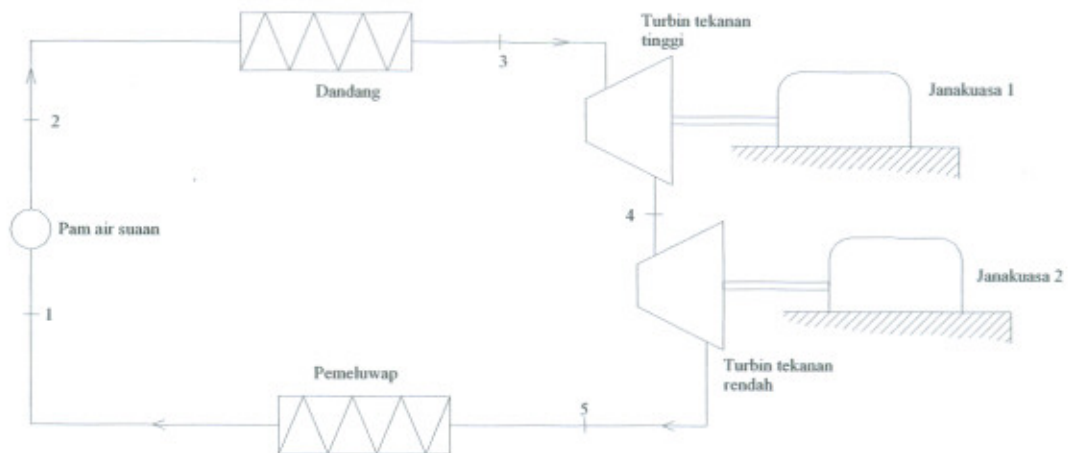 Turbin tekanan
tinggi
3
Dandang
Janakuasa 1
2
4
Pam air suaan
Janakuasa 2
1
Turbin tekanan
rendah
Pemeluwap
5